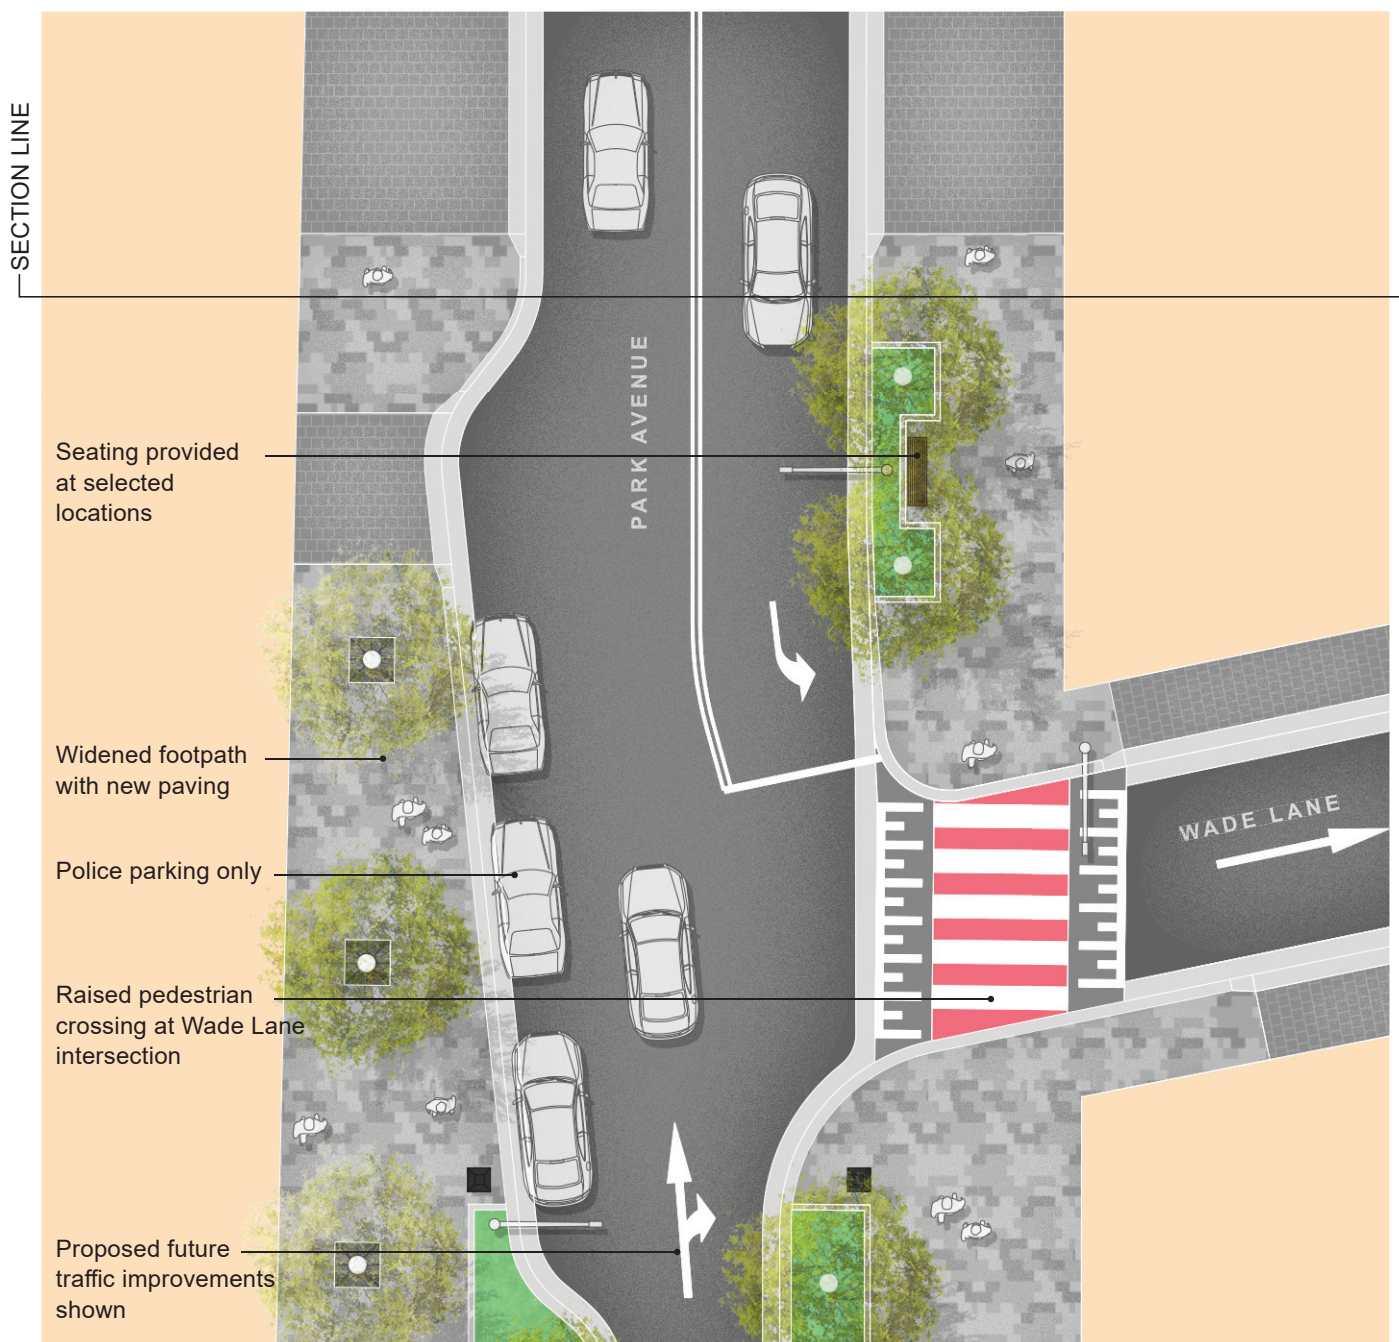 SECTION LINE
PARK AVENUE
Seating provided
at selected
locations
Widened footpath
with new paving
WADE LANE
Police parking only
Raised pedestrian
crossing at Wade Lane
intersection
Proposed future
traffic improvements
shown